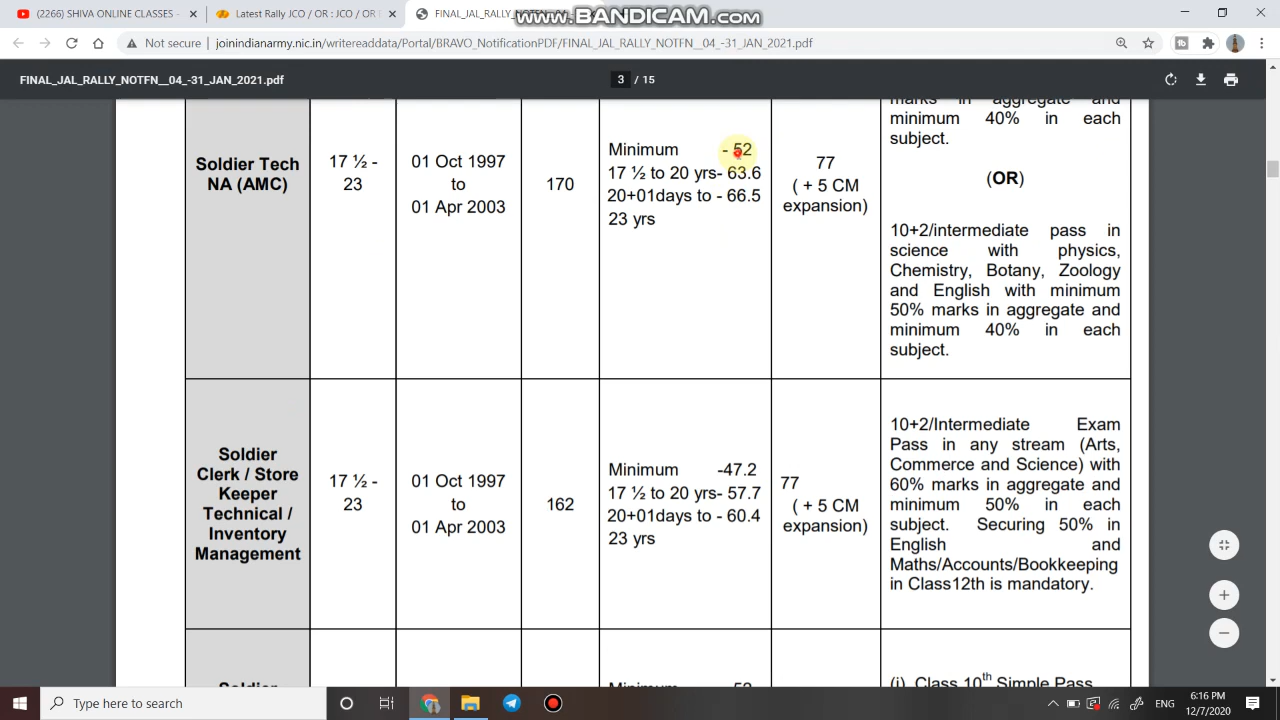 (2266) SHIVA ONLINE CLASSES -
Latest Rally JCO / OR : JCO / OR
FINAL_JAL_RALLY_NOTFN__04_
www.BANDICAM.com
Not secure | joinindianarmy.nic.in/writereaddata/Portal/BRAVO_NotificationPDF/FINAL_JAL_RALLY_NOTFN__04_-31_JAN_2021.pdf
FINAL_JAL_RALLY_NOTFN__04_-31_JAN_2021.pdf
3 / 15
marks in aggregate and
minimum 40% in each
subject.
Soldier Tech
NA (AMC)
17 ½ -
23
01 Oct 1997
to
01 Apr 2003
170
Minimum - 52
17 ½ to 20 yrs- 63.6
20+01days to - 66.5
23 yrs
77
( + 5 CM
expansion)
(OR)
10+2/intermediate pass in
science with physics,
Chemistry, Botany, Zoology
and English with minimum
50% marks in aggregate and
minimum 40% in each
subject.
Soldier
Clerk / Store
Keeper
Technical /
Inventory
Management
17 ½ -
23
01 Oct 1997
to
01 Apr 2003
162
Minimum -47.2
17 ½ to 20 yrs- 57.7
20+01days to - 60.4
23 yrs
77
( + 5 CM
expansion)
10+2/Intermediate Exam
Pass in any stream (Arts,
Commerce and Science) with
60% marks in aggregate and
minimum 50% in each
subject. Securing 50% in
English and
Maths/Accounts/Bookkeeping
in Class12th is mandatory.
Soldier
Minimum - 52
(i) Class 10th Simple Pass
Type here to search
ENG
6:16 PM
12/7/2020